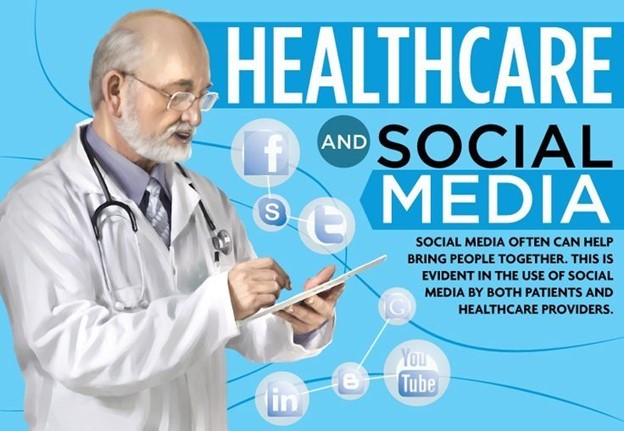 HEALTHCARE
AND SOCIAL
MEDIA
SOCIAL MEDIA OFTEN CAN HELP
BRING PEOPLE TOGETHER. THIS IS
EVIDENT IN THE USE OF SOCIAL
MEDIA BY BOTH PATIENTS AND
HEALTHCARE PROVIDERS.
f
S
t
G
You
Tube
B
in